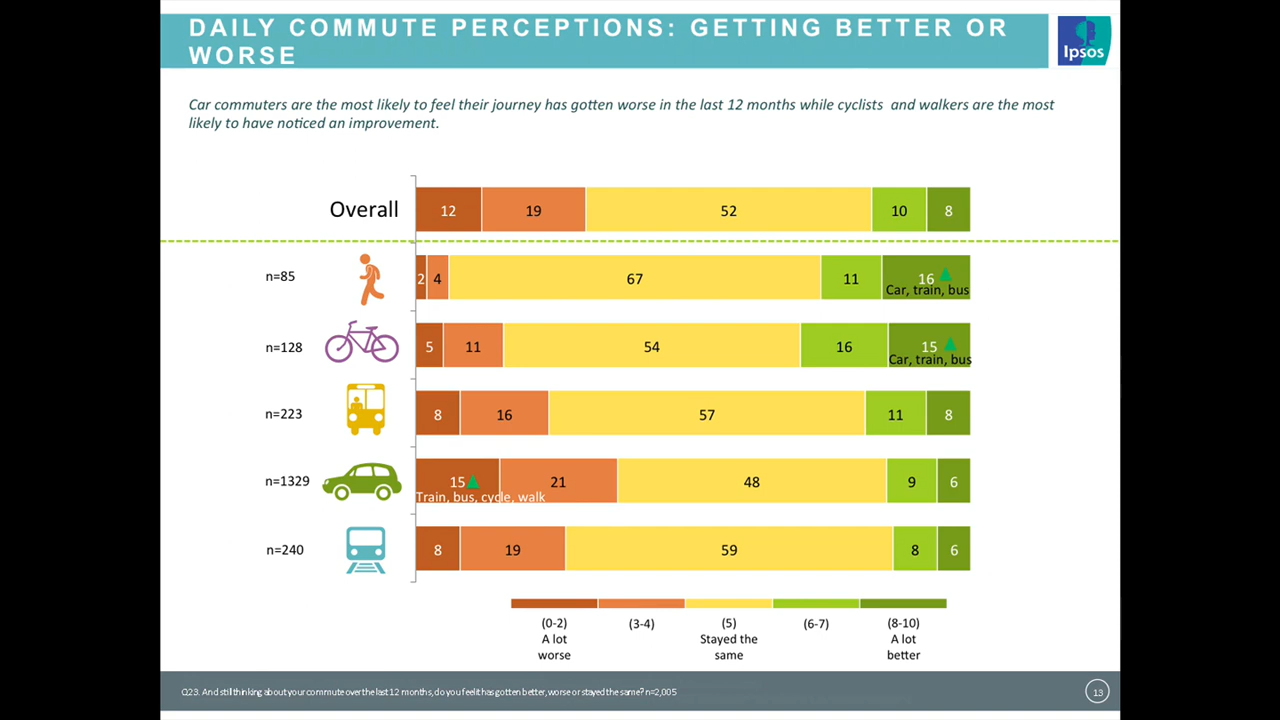 DAILY COMMUTE PERCEPTIONS: GETTING BETTER OR
WORSE
Ipsos
Car commuters are the most likely to feel their journey has gotten worse in the last 12 months while cyclists and walkers are the most
likely to have noticed an improvement.
Overall
12 19 52 10 8
n=85
2 4 67 11 16
Car, train, bus
n=128
5 11 54 16 15
Car, train, bus
n=223
8 16 57 11 8
n=1329
15 21 48 9 6
Train, bus, cycle, walk
n=240
8 19 59 8 6
(0-2) (3-4) (5) (6-7) (8-10)
A lot Stayed the A lot
worse same better
Q23. And still thinking about your commute over the last 12 months, do you feel it has gotten better, worse or stayed the same? n=2,005
13